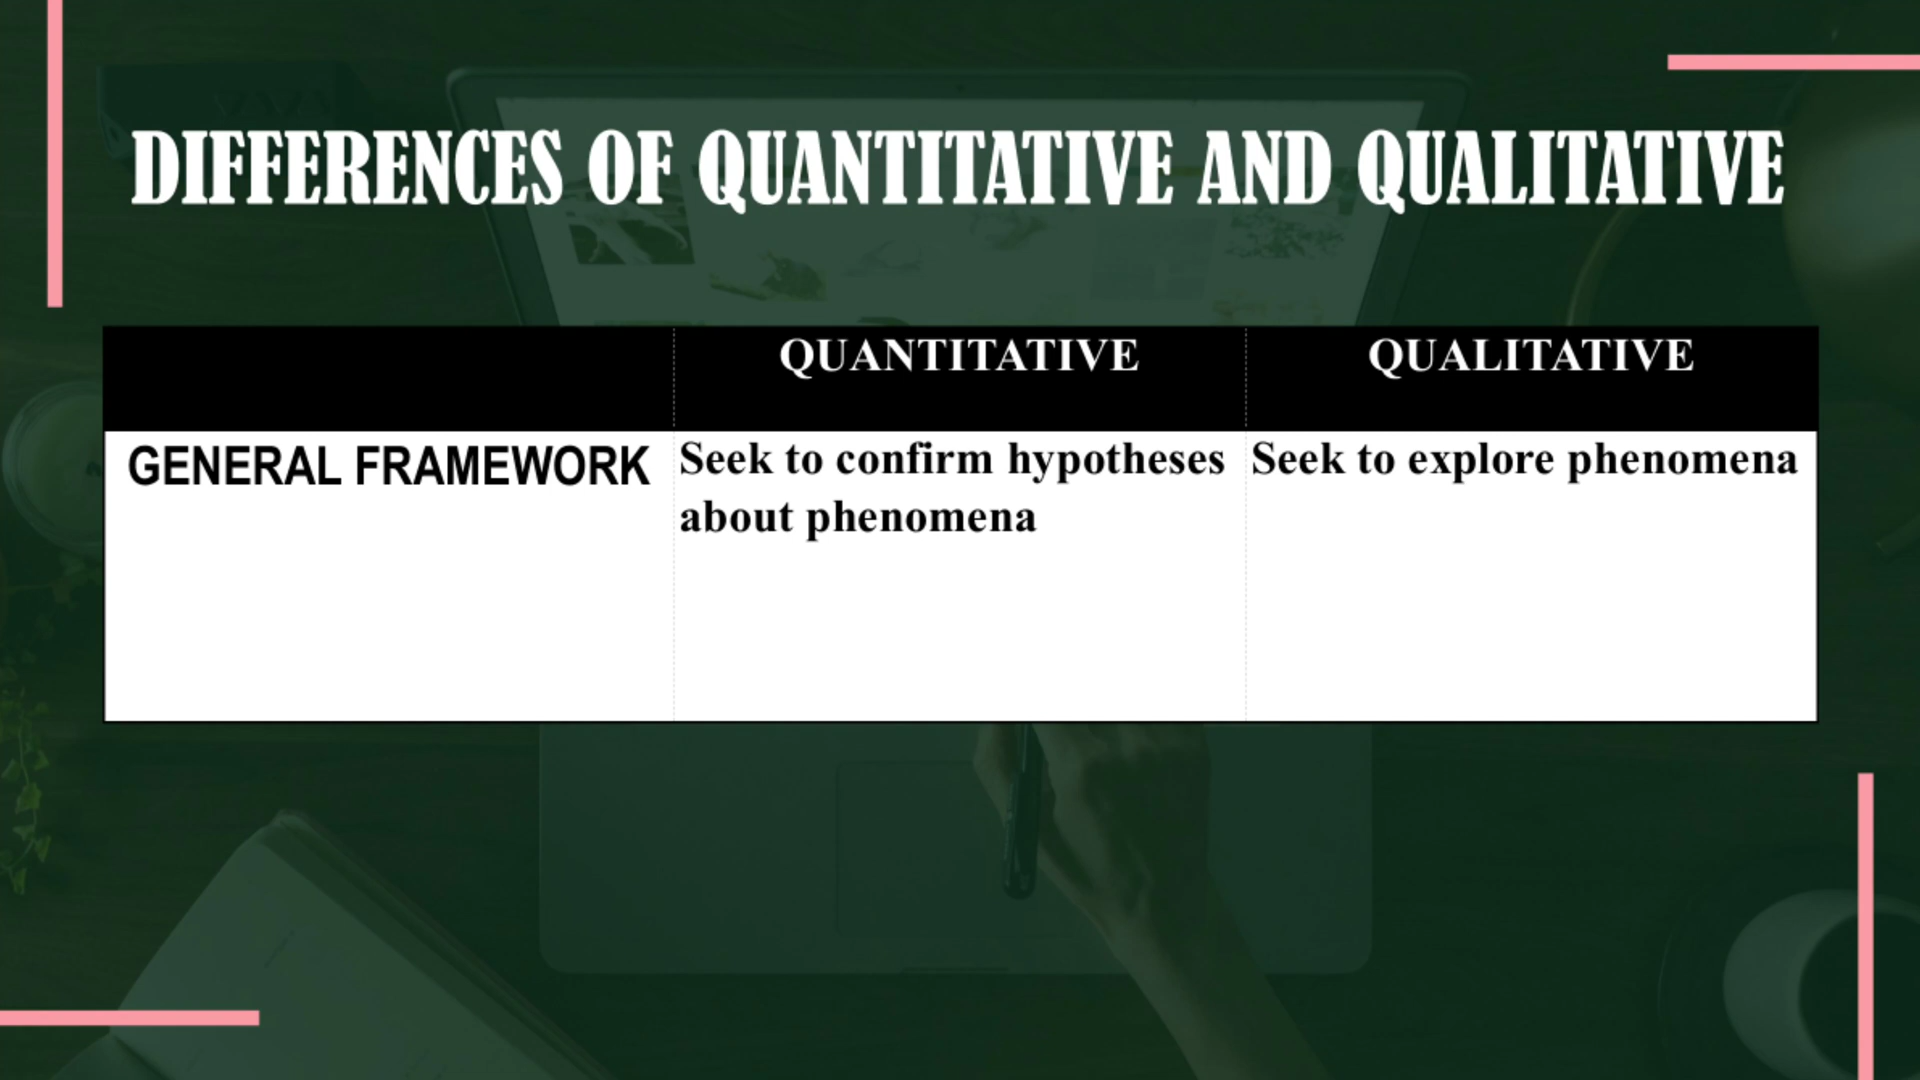 DIFFERENCES OF QUANTITATIVE AND QUALITATIVE
QUANTITATIVE
QUALITATIVE
GENERAL FRAMEWORK
Seek to confirm hypotheses
about phenomena
Seek to explore phenomena